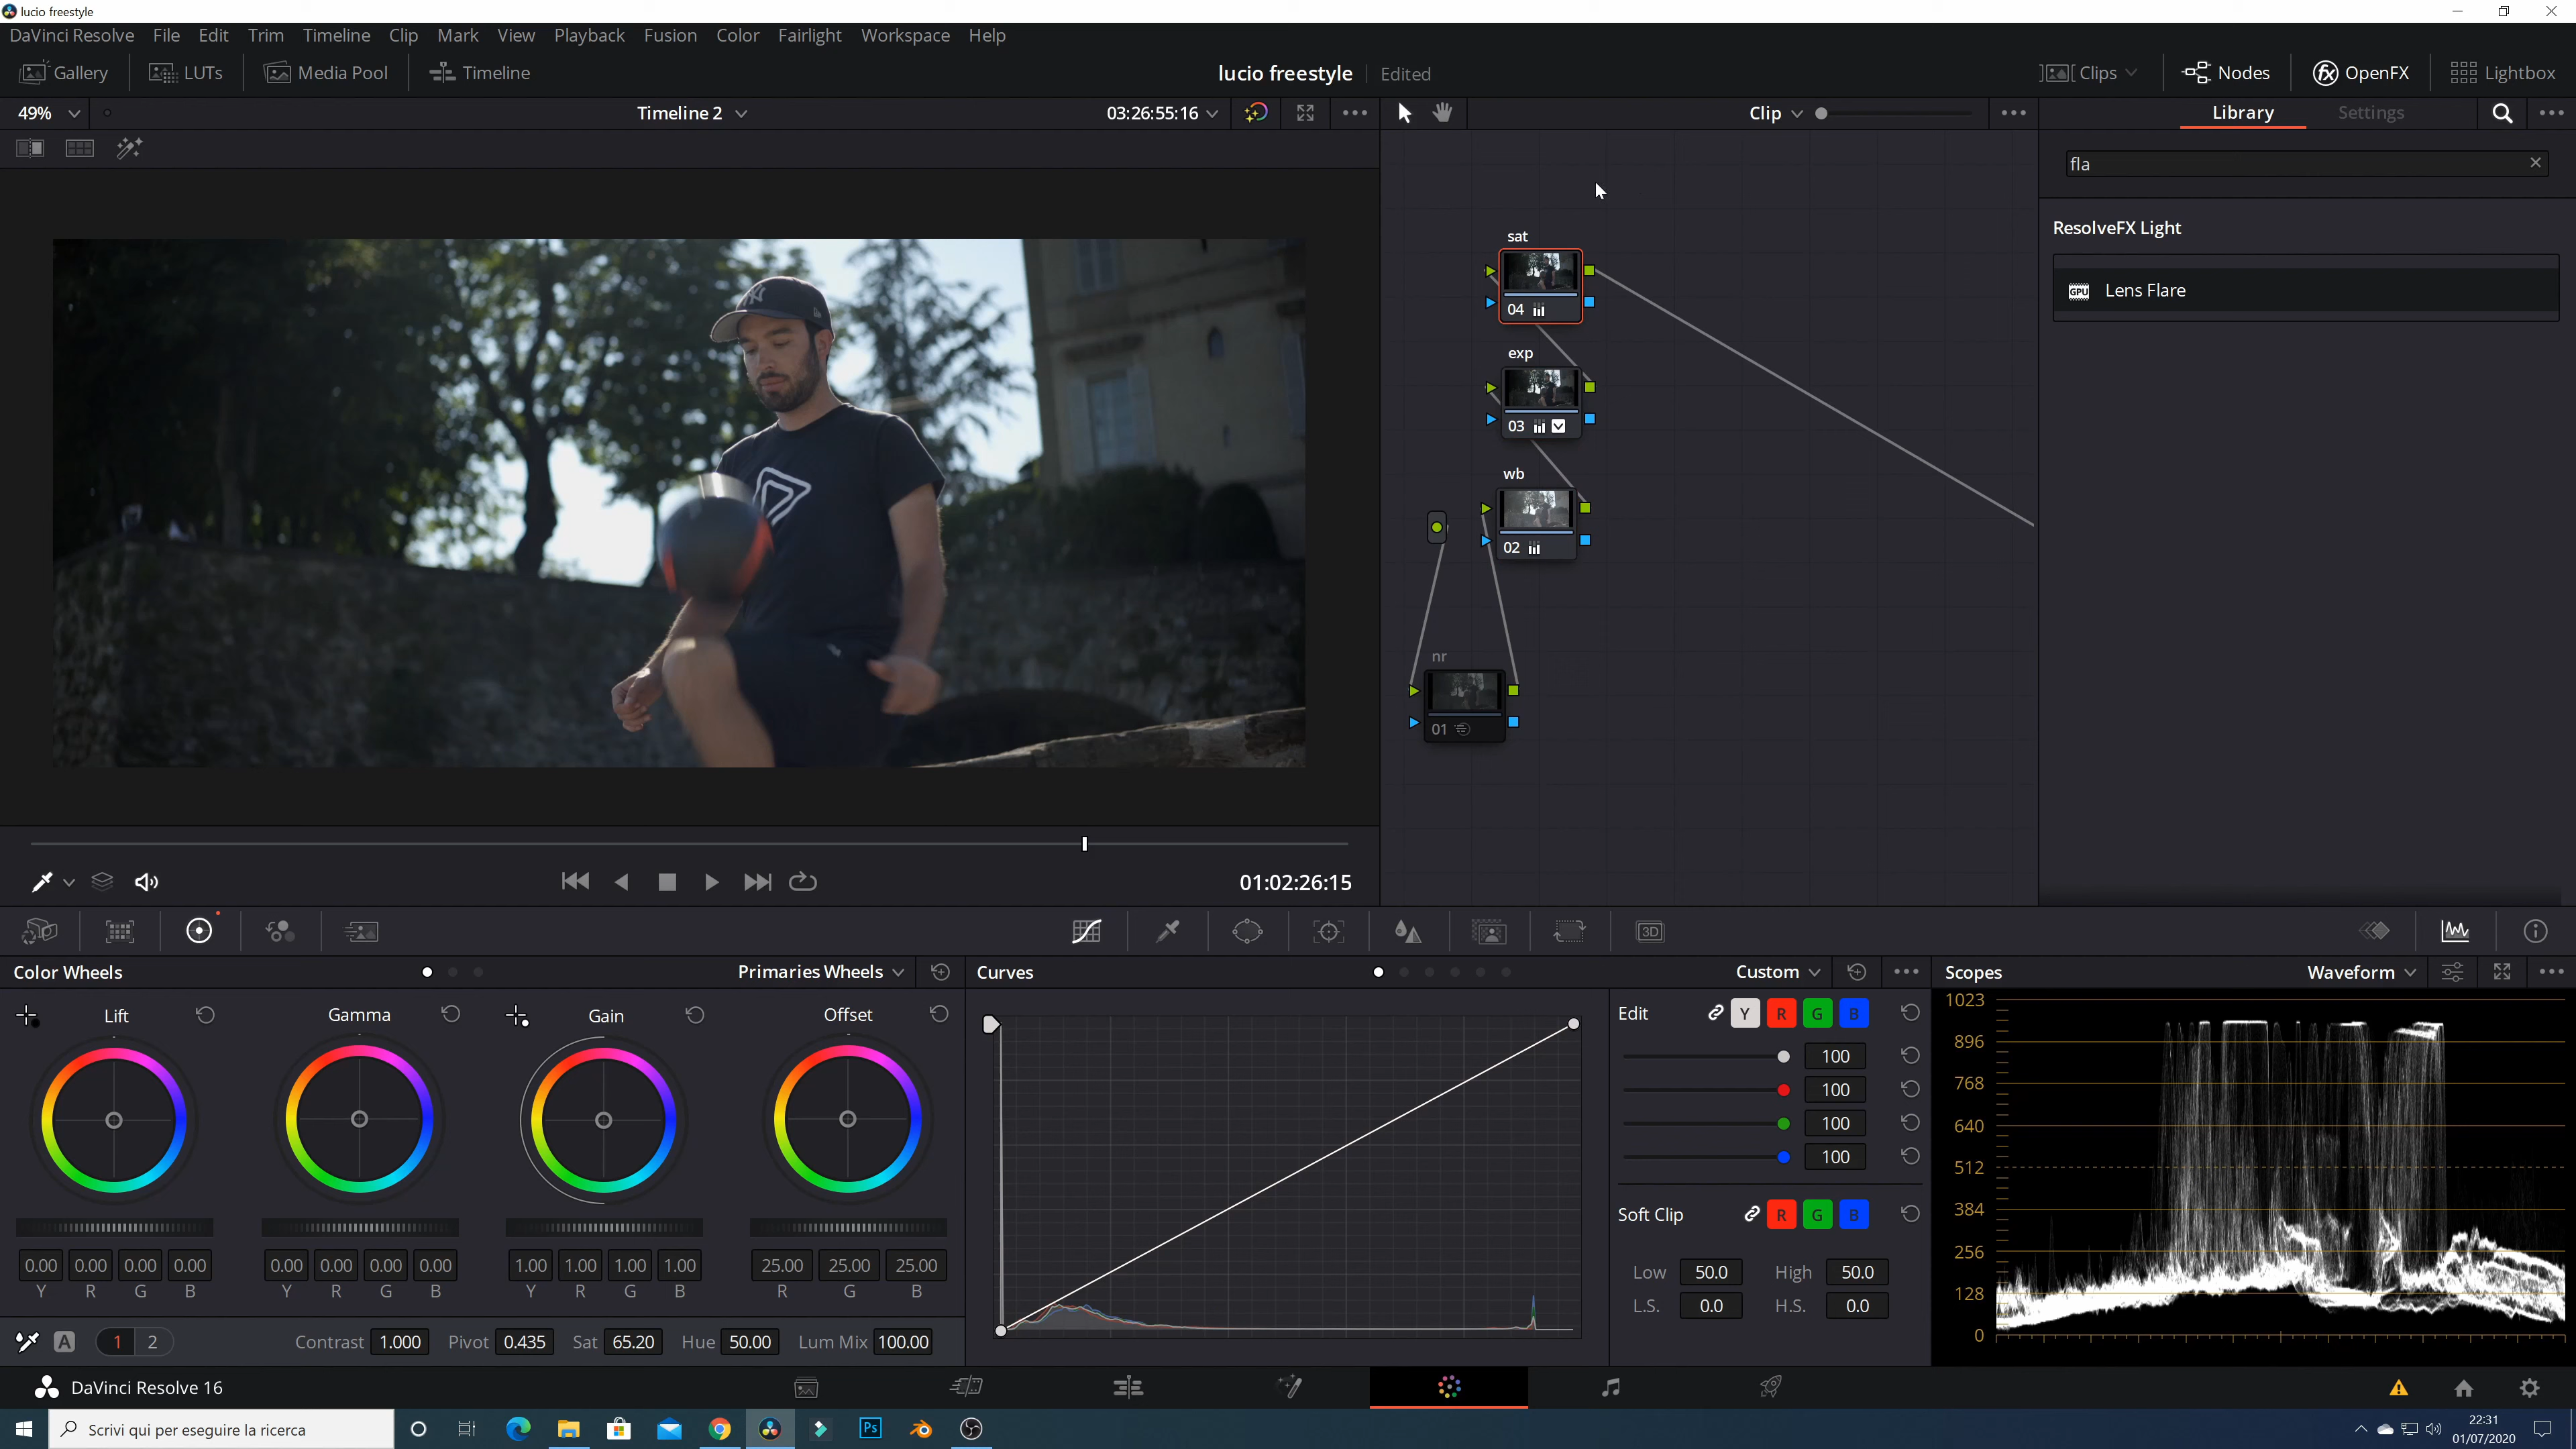 lucio freestyle
DaVinci Resolve File Edit Trim Timeline Clip Mark View Playback Fusion Color Fairlight Workspace Help
Gallery LUTs Media Pool Timeline lucio freestyle Edited Clips Nodes OpenFX Lightbox
49% Timeline 2 03:26:55:16 Clip Library Settings
fla
ResolveFX Light
GPU Lens Flare
sat
04
exp
03
wb
02
nr
01
01:02:26:15
3D
Color Wheels Primaries Wheels Curves Custom Scopes Waveform
Lift Gamma Gain Offset
Edit Y R G B
100
100
100
100
Soft Clip R G B
Low 50.0 High 50.0
L.S. 0.0 H.S. 0.0
1023
896
768
640
512
384
256
128
0
0.00 0.00 0.00 0.00 0.00 0.00 0.00 0.00 1.00 1.00 1.00 1.00 25.00 25.00 25.00
Y R G B Y R G B Y R G B R G B
A 1 2 Contrast 1.000 Pivot 0.435 Sat 65.20 Hue 50.00 Lum Mix 100.00
DaVinci Resolve 16
Scrivi qui per eseguire la ricerca
Ps
22:31
01/07/2020